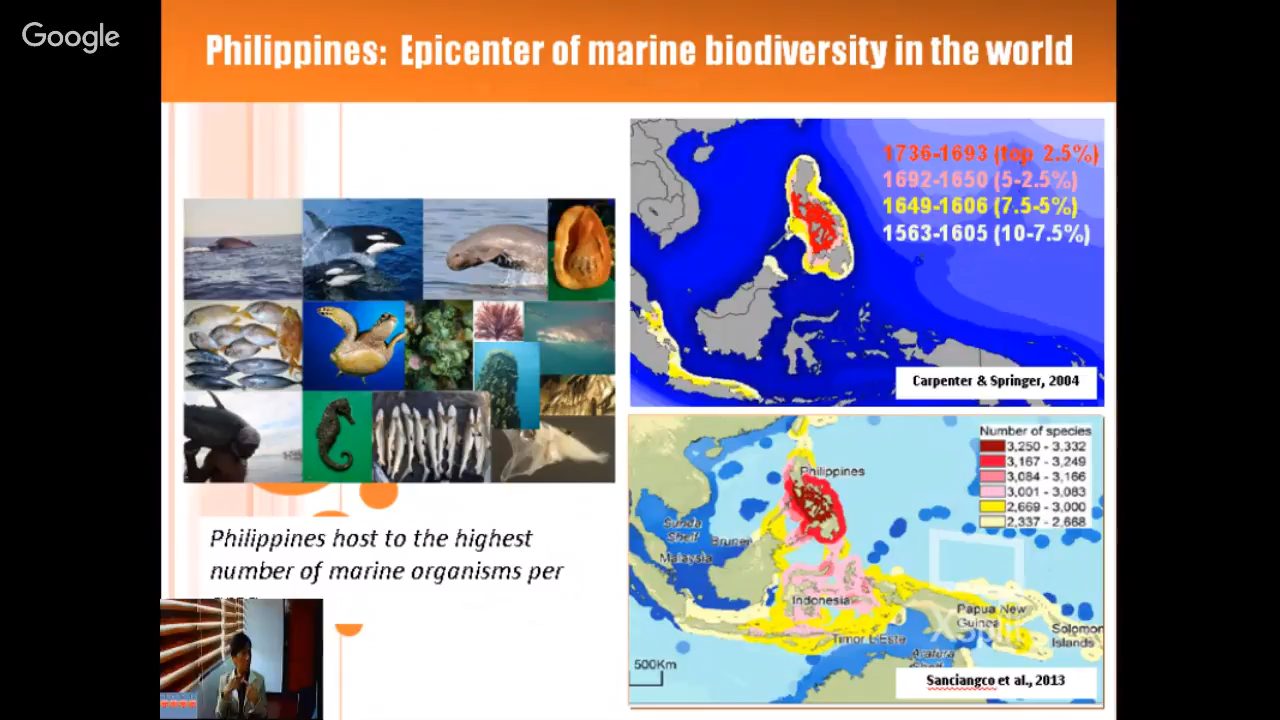 Google
Philippines: Epicenter of marine biodiversity in the world
1736-1693 (top 2.5%)
1692-1650 (5-2.5%)
1649-1606 (7.5-5%)
1563-1605 (10-7.5%)
Carpenter & Springer, 2004
Number of species
3,250 - 3,332
3,167 - 3,249
3,084 - 3,166
3,001 - 3,083
2,669 - 3,000
2,337 - 2,668
Philippines
Sunda
Shelf
Brunei
Malaysia
Indonesia
Papua New
Guinea
Solomon
Islands
Timor L'Este
Arafura
Shelf
500Km
XSplit
Sanciangco et al., 2013
Philippines host to the highest
number of marine organisms per